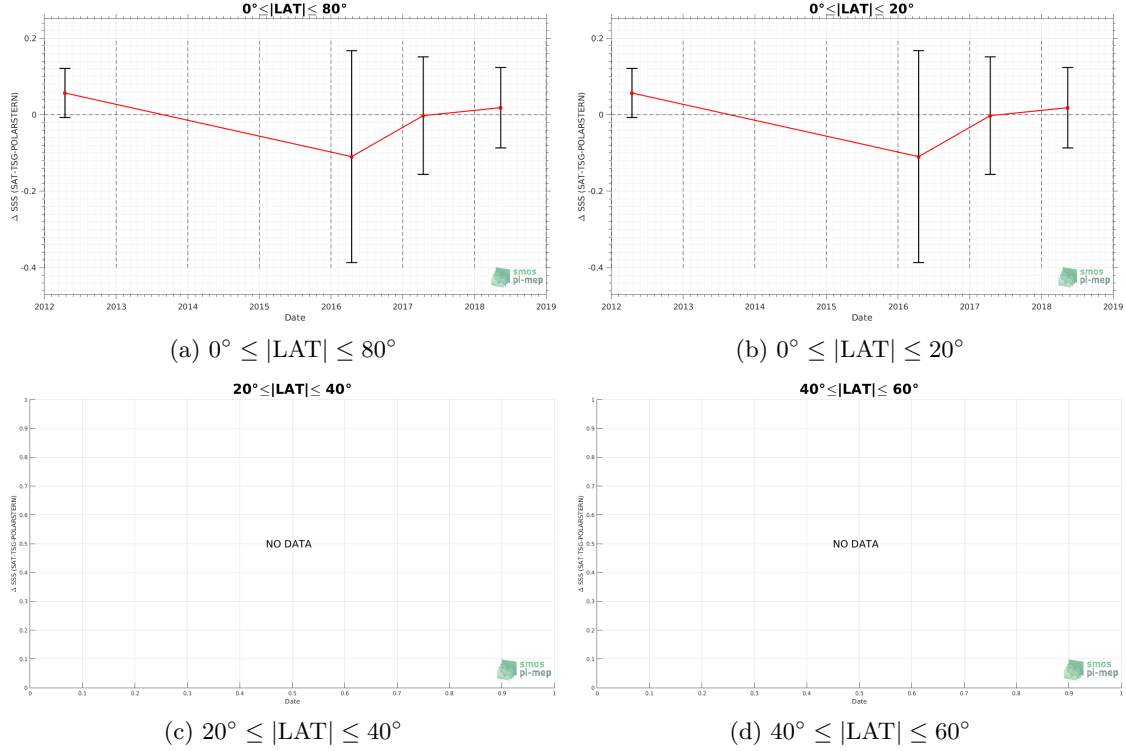 0°≤|LAT|≤ 80°
Δ SSS (SAT-TSG-POLARSTERN)
0.2
0
-0.2
-0.4
2012 2013 2014 2015 2016 2017 2018 2019
Date
smos
pi-mep
(a) 0° ≤ |LAT| ≤ 80°
0°≤|LAT|≤ 20°
Δ SSS (SAT-TSG-POLARSTERN)
0.2
0
-0.2
-0.4
2012 2013 2014 2015 2016 2017 2018 2019
Date
smos
pi-mep
(b) 0° ≤ |LAT| ≤ 20°
20°≤|LAT|≤ 40°
Δ SSS (SAT-TSG-POLARSTERN)
1
0.9
0.8
0.7
0.6
0.5
0.4
0.3
0.2
0.1
0
NO DATA
0 0.1 0.2 0.3 0.4 0.5 0.6 0.7 0.8 0.9 1
Date
smos
pi-mep
(c) 20° ≤ |LAT| ≤ 40°
40°≤|LAT|≤ 60°
Δ SSS (SAT-TSG-POLARSTERN)
1
0.9
0.8
0.7
0.6
0.5
0.4
0.3
0.2
0.1
0
NO DATA
0 0.1 0.2 0.3 0.4 0.5 0.6 0.7 0.8 0.9 1
Date
smos
pi-mep
(d) 40° ≤ |LAT| ≤ 60°